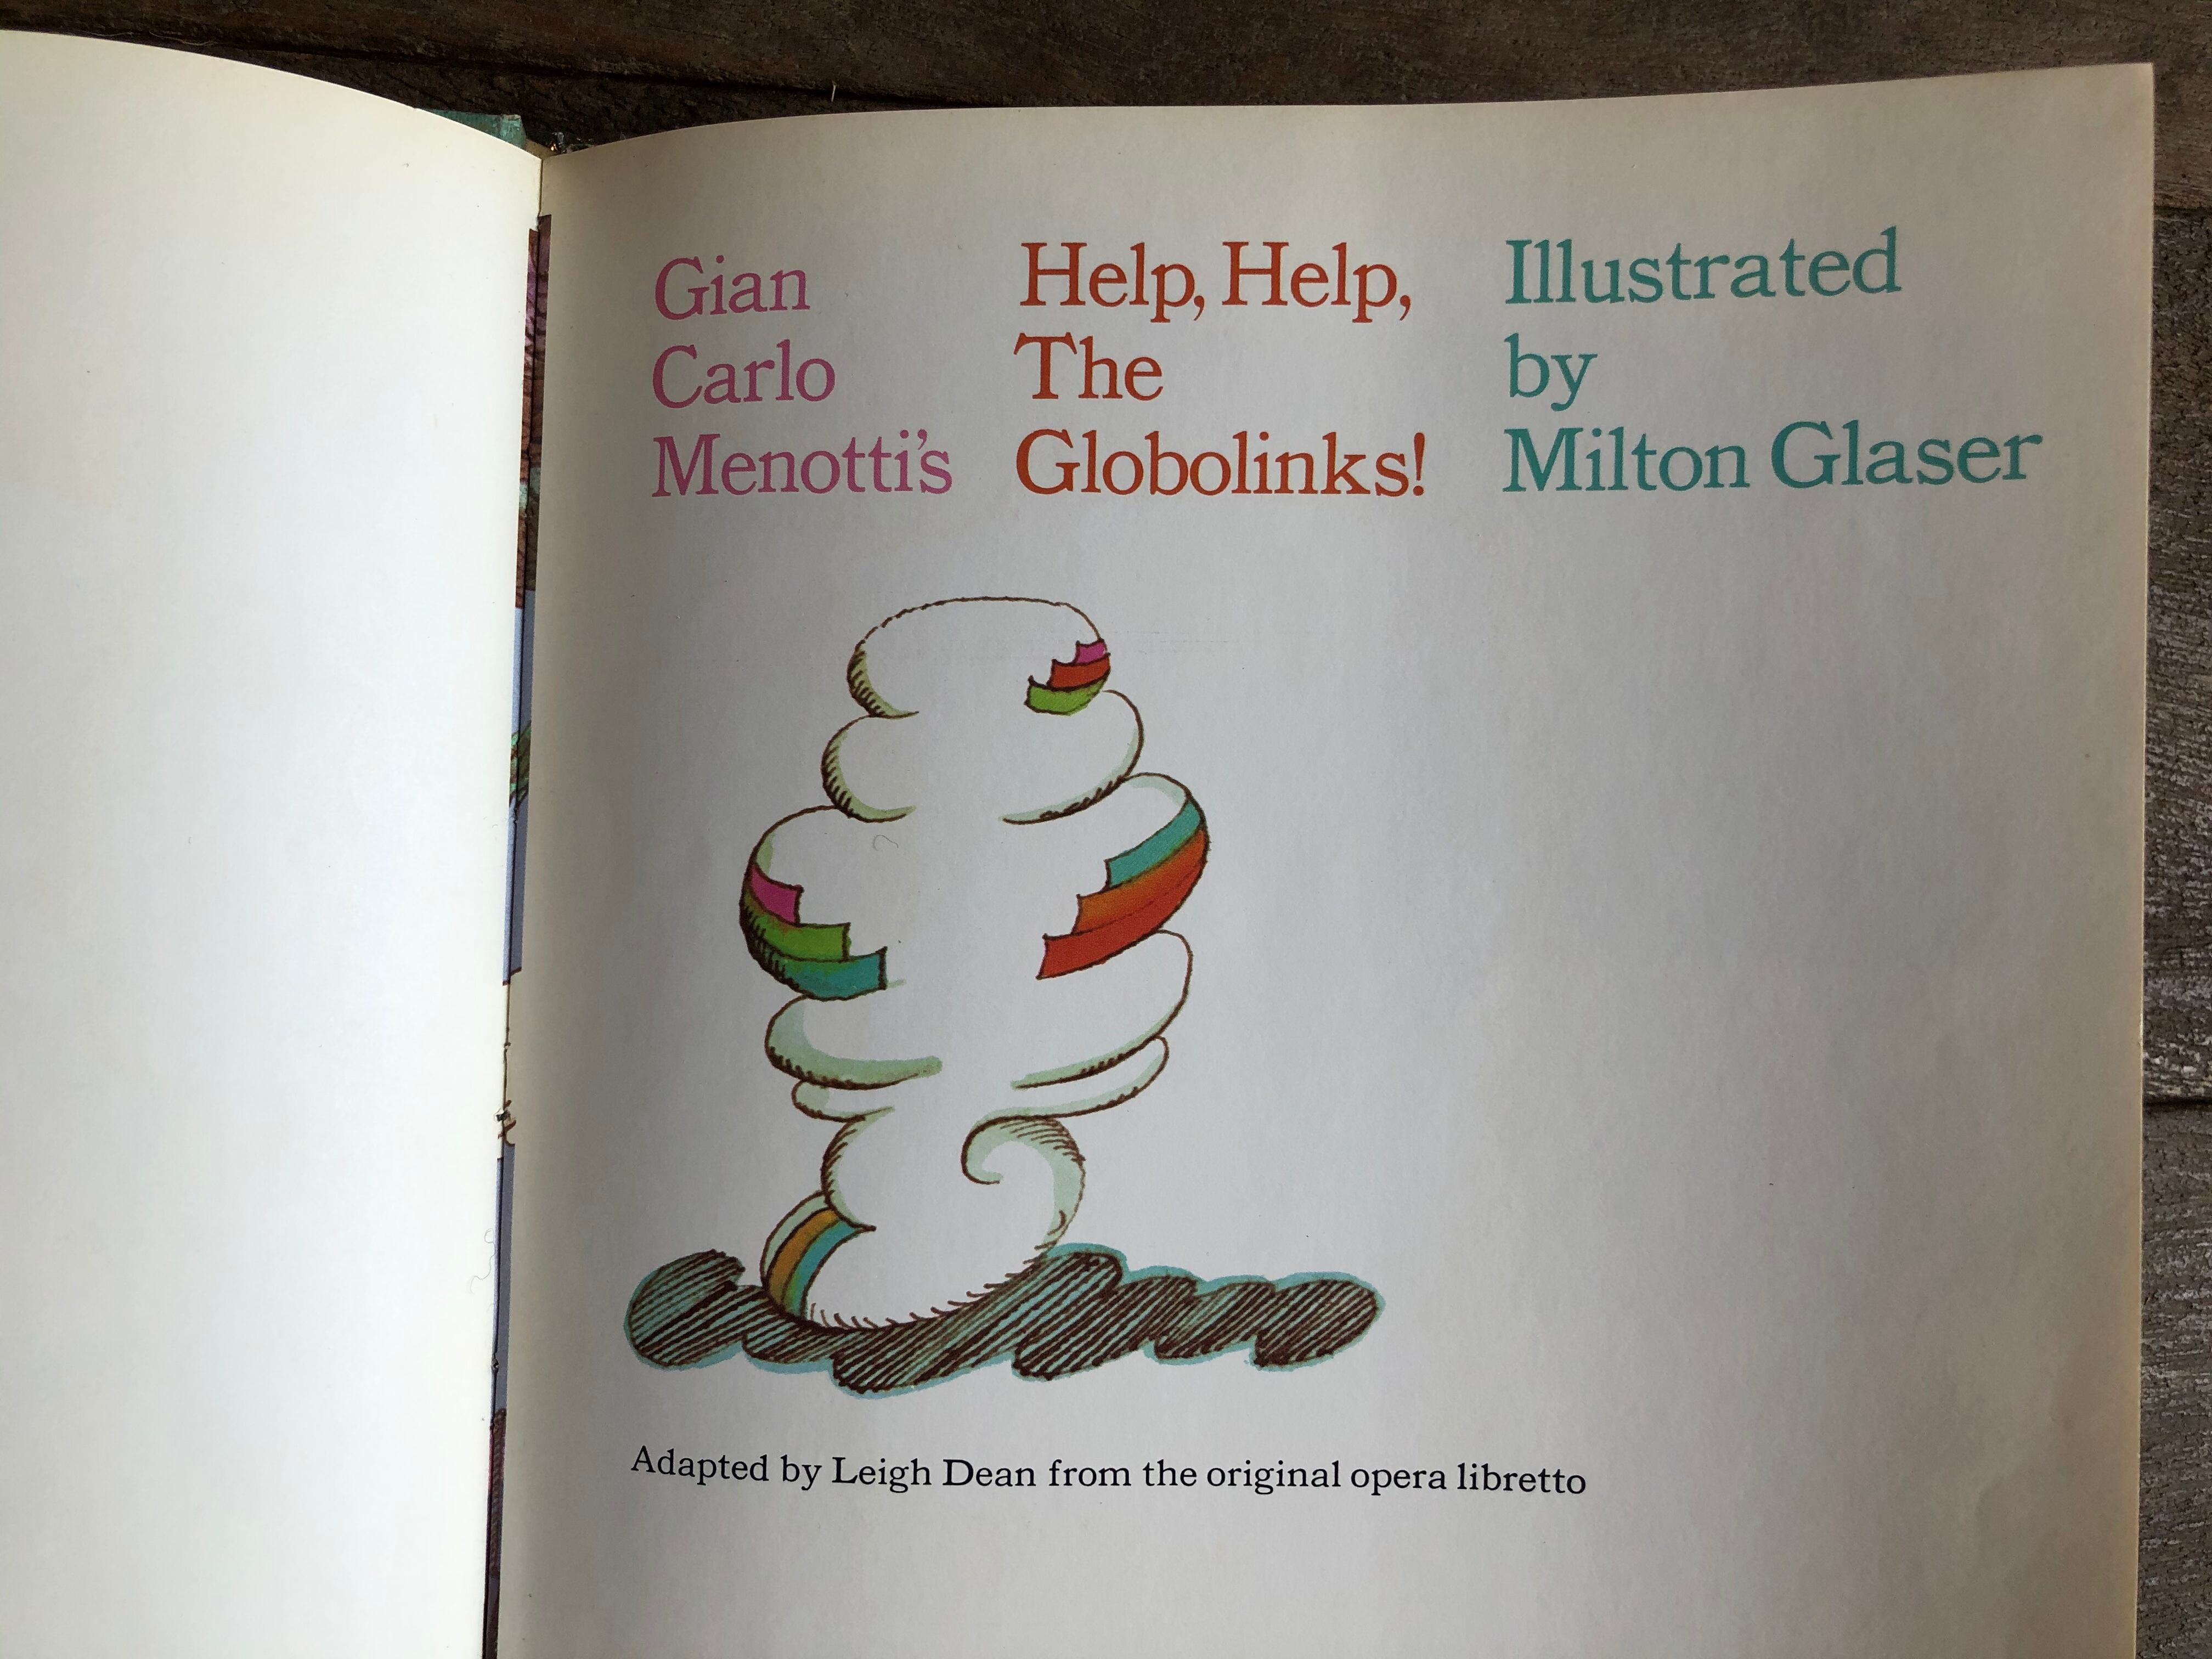 Gian
Carlo
Menotti's
Help, Help,
The
Globolinks!
Illustrated
by
Milton Glaser
Adapted by Leigh Dean from the original opera libretto